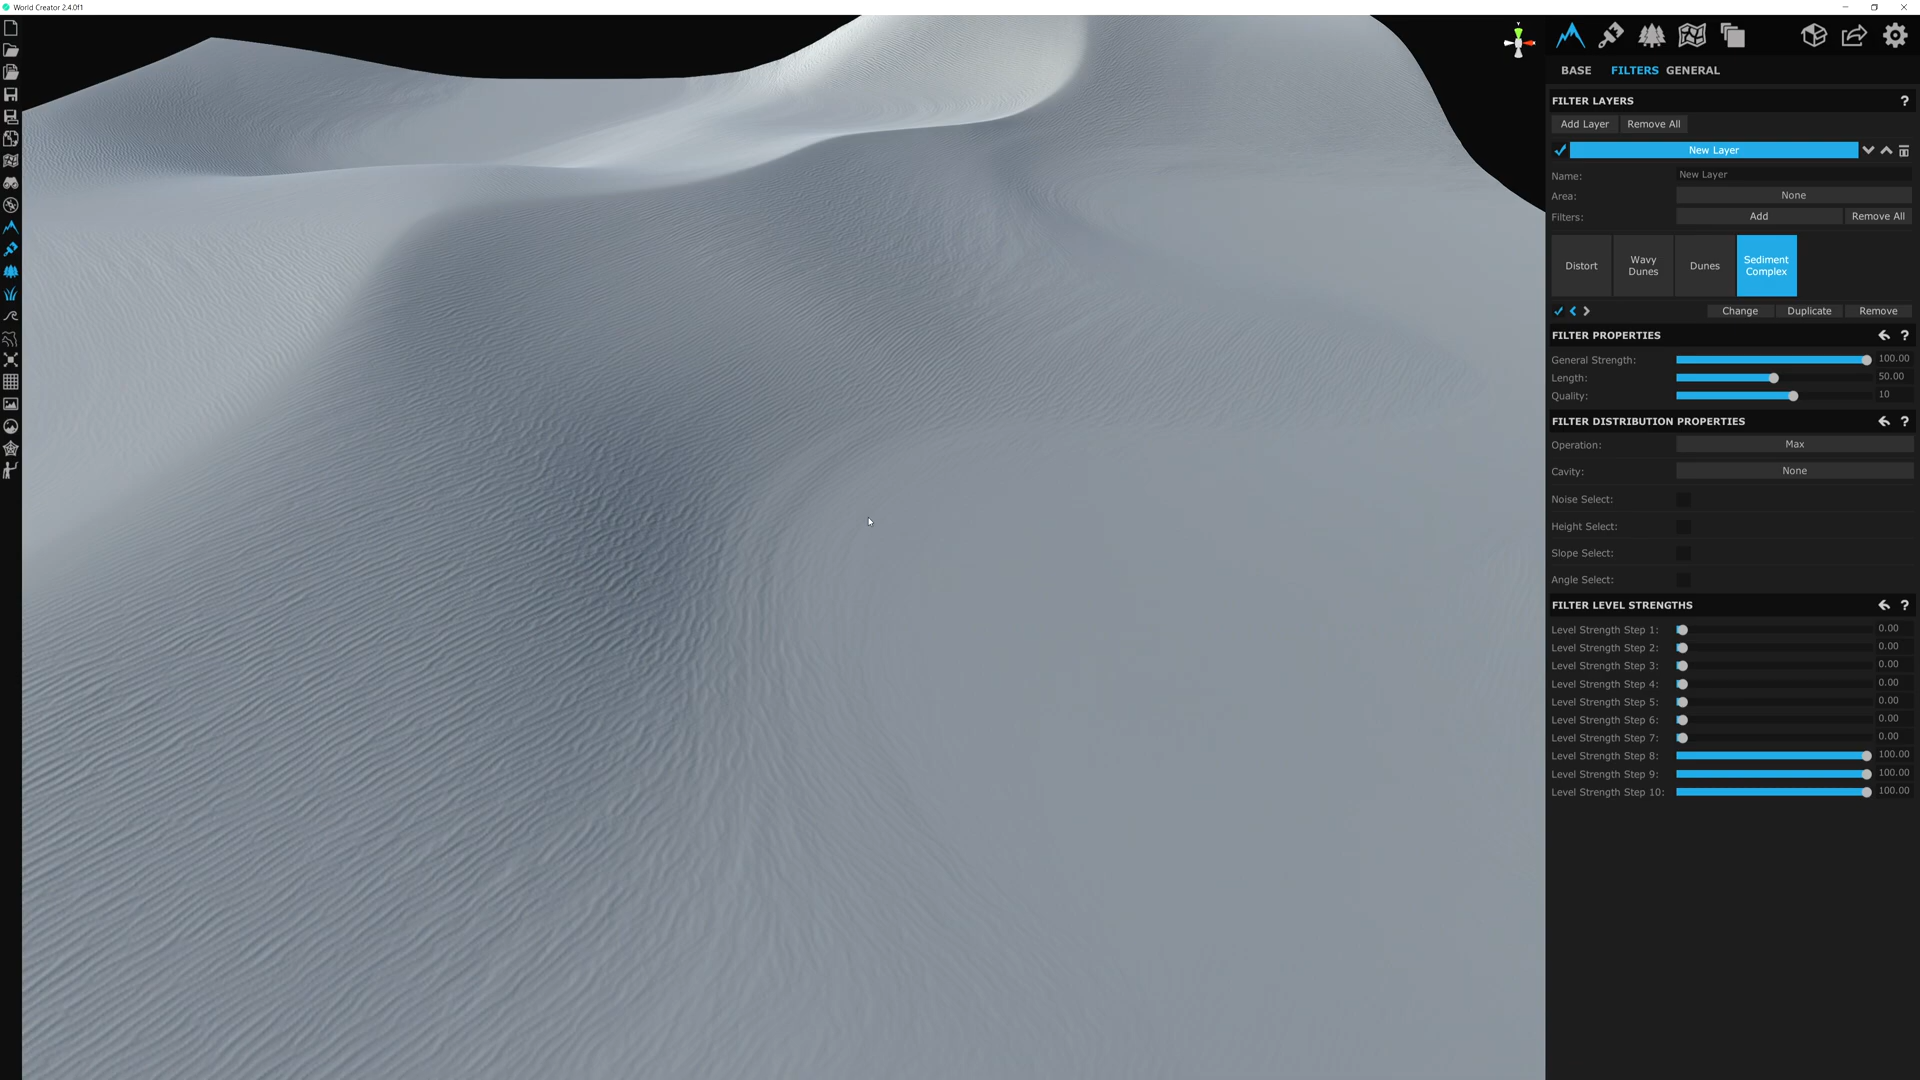 World Creator 2.4.0f1
Y
BASE FILTERS GENERAL
FILTER LAYERS ?
Add Layer Remove All
New Layer
Name: New Layer
Area: None
Filters: Add Remove All
Distort Wavy Dunes Dunes Sediment Complex
Change Duplicate Remove
FILTER PROPERTIES ?
General Strength: 100.00
Length: 50.00
Quality: 10
FILTER DISTRIBUTION PROPERTIES ?
Operation: Max
Cavity: None
Noise Select:
Height Select:
Slope Select:
Angle Select:
FILTER LEVEL STRENGTHS ?
Level Strength Step 1: 0.00
Level Strength Step 2: 0.00
Level Strength Step 3: 0.00
Level Strength Step 4: 0.00
Level Strength Step 5: 0.00
Level Strength Step 6: 0.00
Level Strength Step 7: 0.00
Level Strength Step 8: 100.00
Level Strength Step 9: 100.00
Level Strength Step 10: 100.00